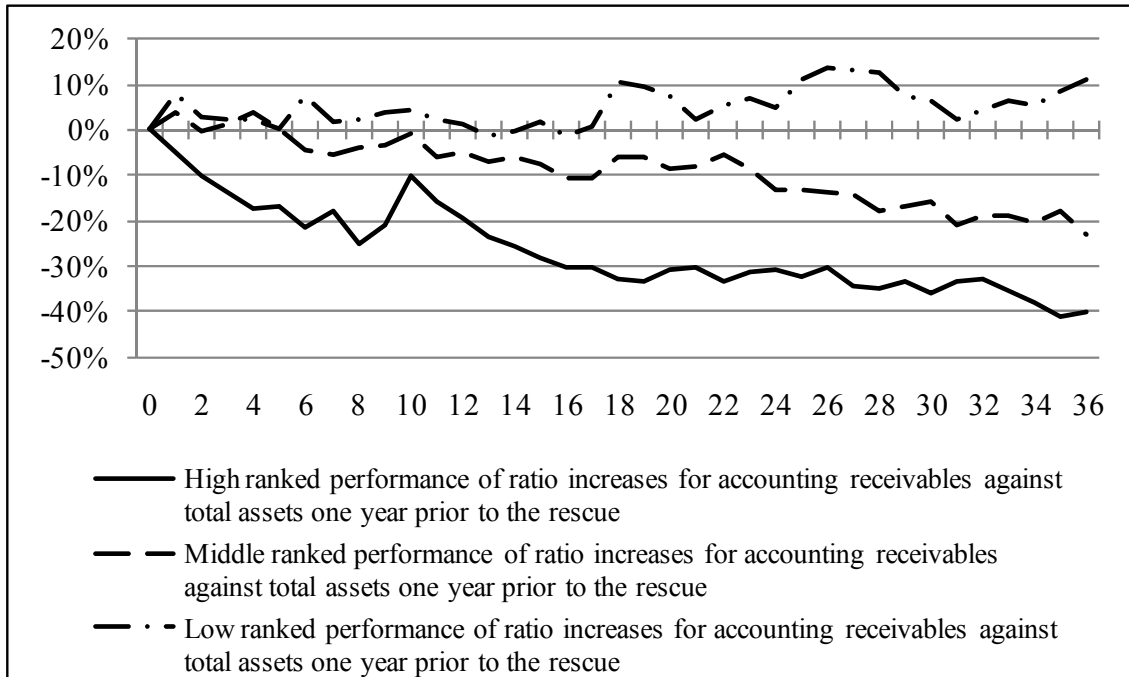 20%
10%
0%
-10%
-20%
-30%
-40%
-50%
0 2 4 6 8 10 12 14 16 18 20 22 24 26 28 30 32 34 36
High ranked performance of ratio increases for accounting receivables against
total assets one year prior to the rescue
Middle ranked performance of ratio increases for accounting receivables
against total assets one year prior to the rescue
Low ranked performance of ratio increases for accounting receivables against
total assets one year prior to the rescue